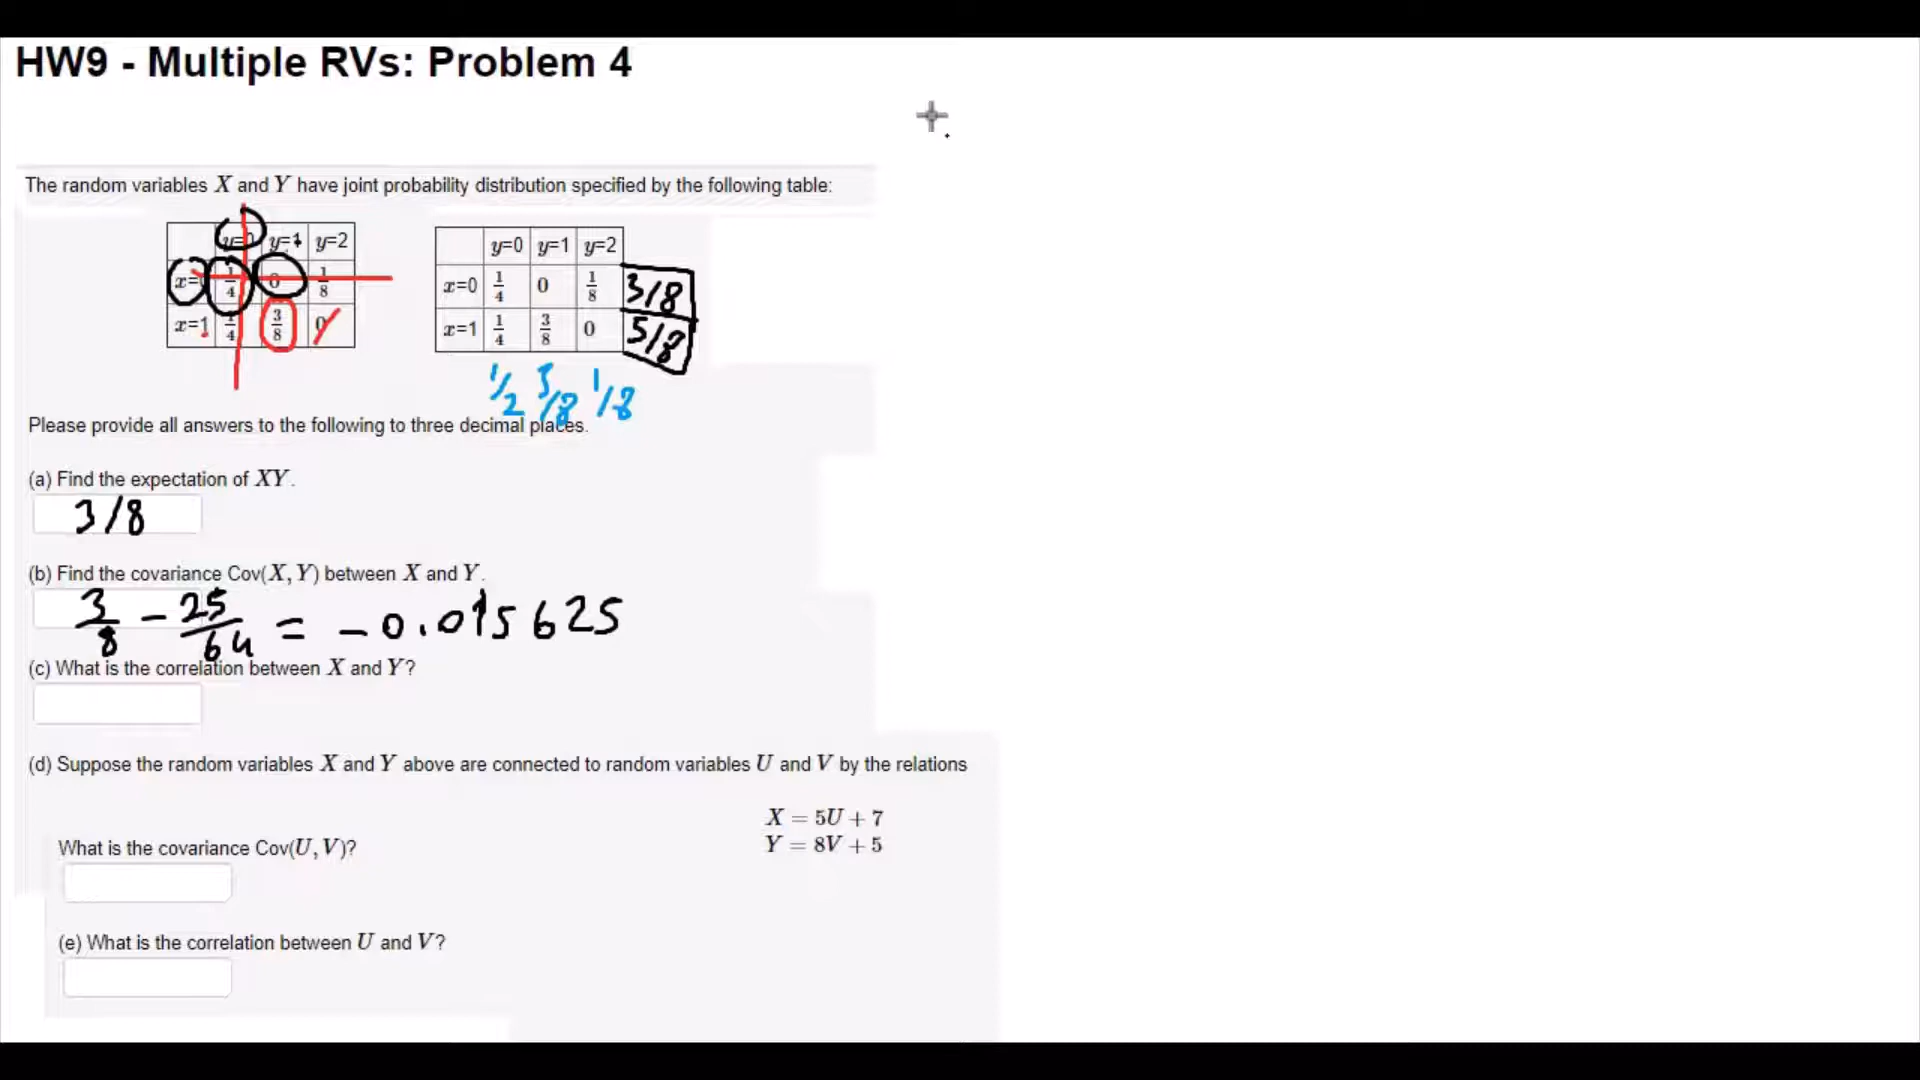 HW9 - Multiple RVs: Problem 4
The random variables X and Y have joint probability distribution specified by the following table:
y=0 y=1 y=2
x= 1/4 0 1/8
x=1 1/4 3/8 0
y=0 y=1 y=2
x=0 1/4 0 1/8 3/8
x=1 1/4 3/8 0 5/8
1/2 3/8 1/8
Please provide all answers to the following to three decimal places.
(a) Find the expectation of XY.
3/8
(b) Find the covariance Cov(X, Y) between X and Y.
3/8 - 25/64 = -0.015625
(c) What is the correlation between X and Y?
(d) Suppose the random variables X and Y above are connected to random variables U and V by the relations
X = 5U + 7
Y = 8V + 5
What is the covariance Cov(U, V)?
(e) What is the correlation between U and V?